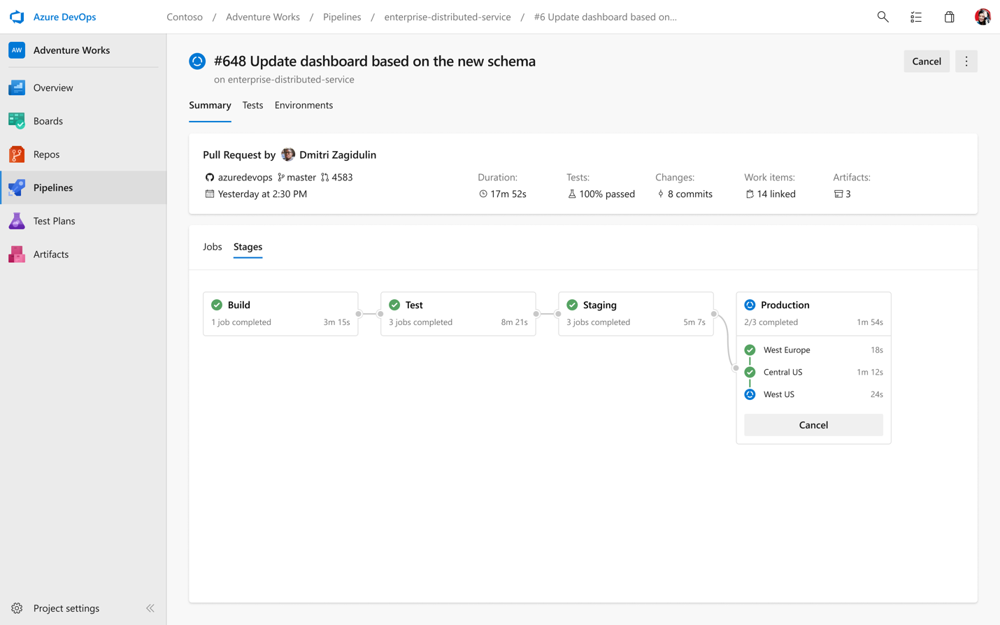 Azure DevOps
Contoso / Adventure Works / Pipelines / enterprise-distributed-service / #6 Update dashboard based on...
AW Adventure Works
Overview
Boards
Repos
Pipelines
Test Plans
Artifacts
Project settings
#648 Update dashboard based on the new schema
on enterprise-distributed-service
Cancel
Summary Tests Environments
Pull Request by Dmitri Zagidulin
azuredevops master 4583
Yesterday at 2:30 PM
Duration:
17m 52s
Tests:
100% passed
Changes:
8 commits
Work items:
14 linked
Artifacts:
3
Jobs Stages
Build
1 job completed 3m 15s
Test
3 jobs completed 8m 21s
Staging
3 jobs completed 5m 7s
Production
2/3 completed 1m 54s
West Europe 18s
Central US 1m 12s
West US 24s
Cancel